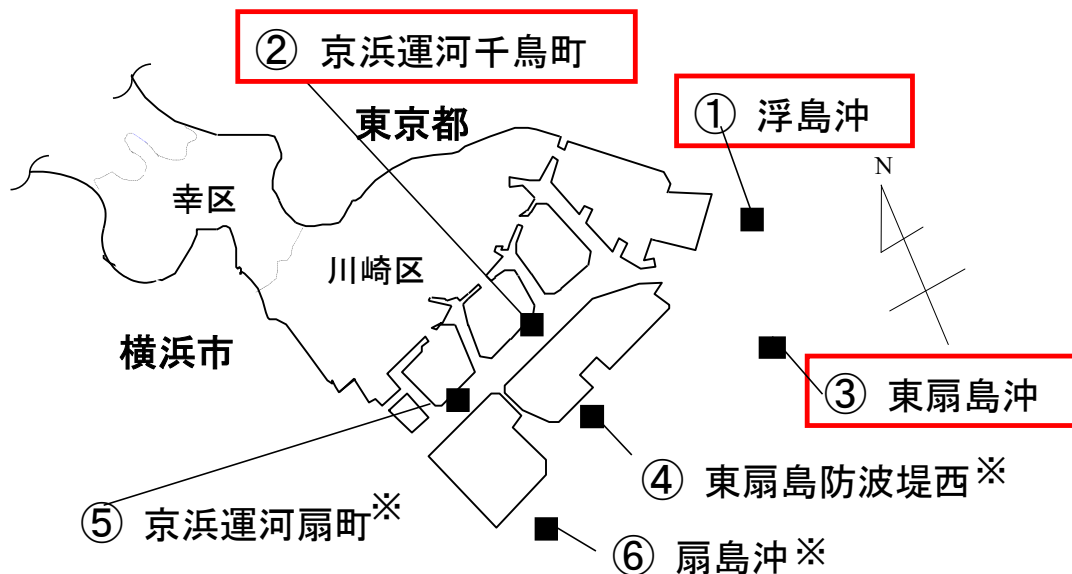 ② 京浜運河千鳥町
① 浮島沖
東京都
N
幸区
川崎区
横浜市
③ 東扇島沖
④ 東扇島防波堤西※
⑤ 京浜運河扇町※
⑥ 扇島沖※